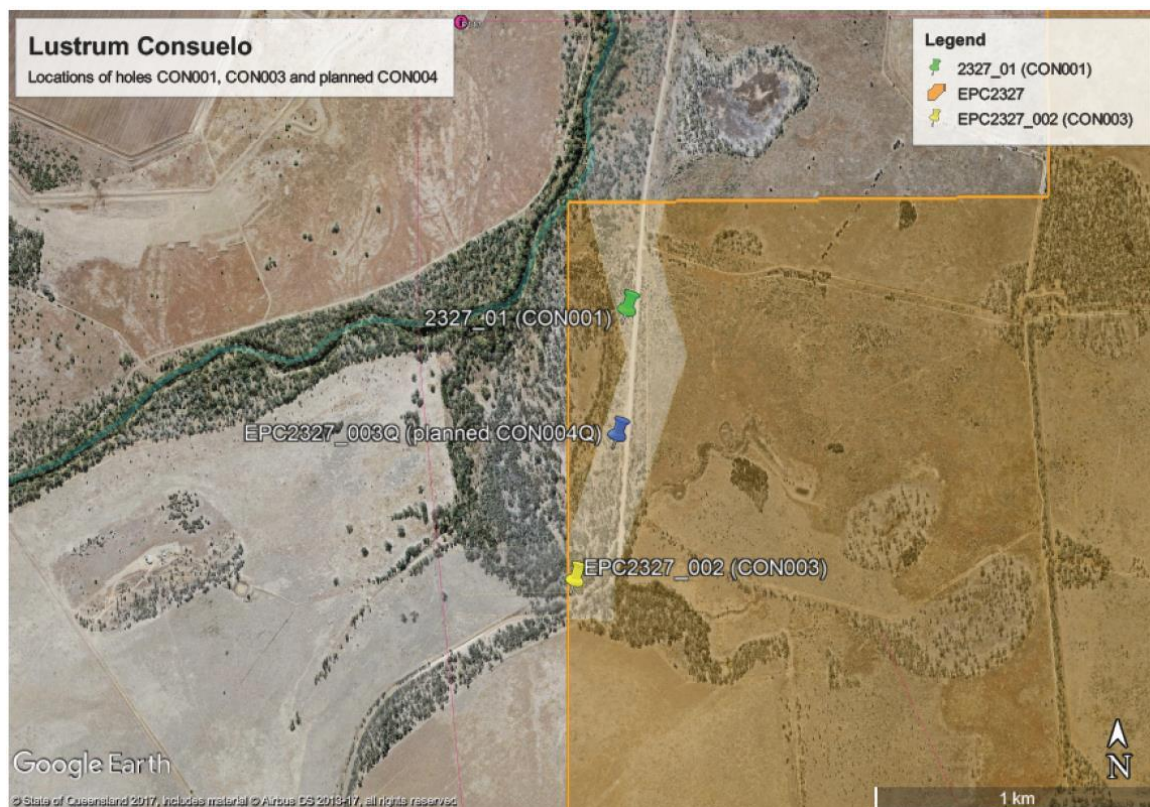 Lustrum Consuelo
Locations of holes CON001, CON003 and planned CON004
Legend
2327_01 (CON001)
EPC2327
EPC2327_002 (CON003)
2327_01 (CON001)
EPC2327_003Q (planned CON004Q)
EPC2327_002 (CON003)
Google Earth
N
© State of Queensland 2017, includes material © Airbus DS 2013-17, all rights reserved
1 km